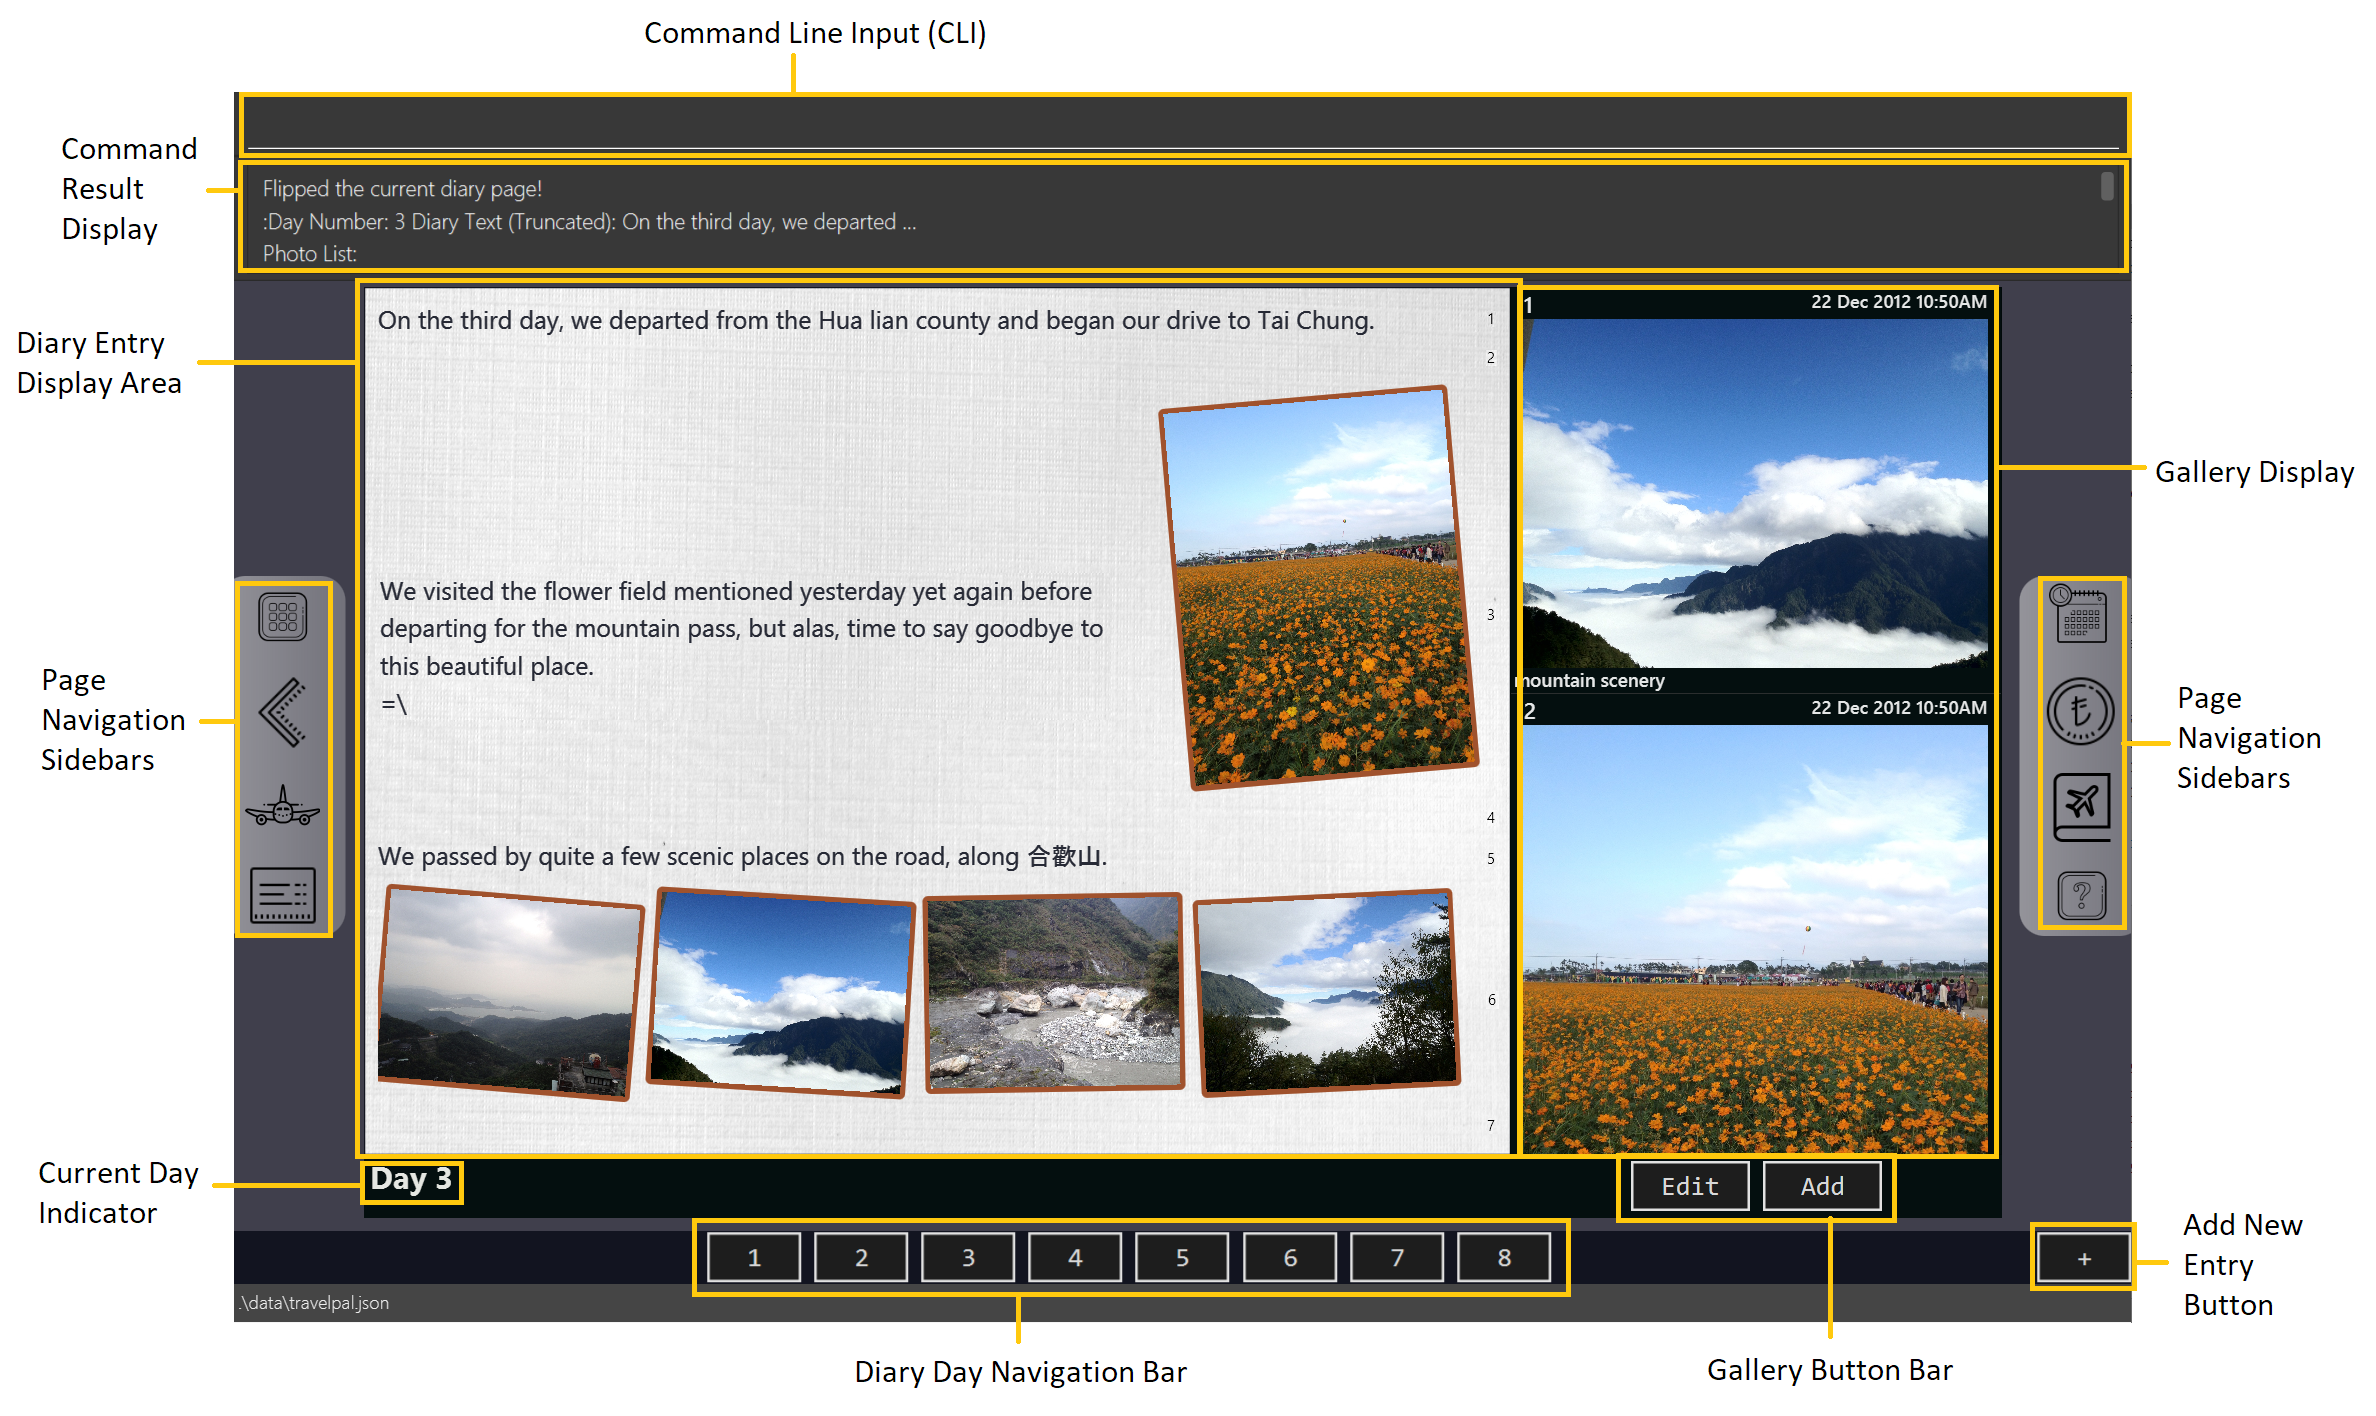 Command Line Input (CLI)
Command
Result
Display
Flipped the current diary page!
:Day Number: 3 Diary Text (Truncated): On the third day, we departed ...
Photo List:
Diary Entry
Display Area
On the third day, we departed from the Hua lian county and began our drive to Tai Chung.
1
2
We visited the flower field mentioned yesterday yet again before
departing for the mountain pass, but alas, time to say goodbye to
this beautiful place.
=\
3
4
We passed by quite a few scenic places on the road, along 合歡山.
5
6
7
1
22 Dec 2012 10:50AM
mountain scenery
2
22 Dec 2012 10:50AM
Gallery Display
Page
Navigation
Sidebars
Page
Navigation
Sidebars
?
Current Day
Indicator
Day 3
Edit
Add
1
2
3
4
5
6
7
8
+
Add New
Entry
Button
.\data\travelpal.json
Diary Day Navigation Bar
Gallery Button Bar